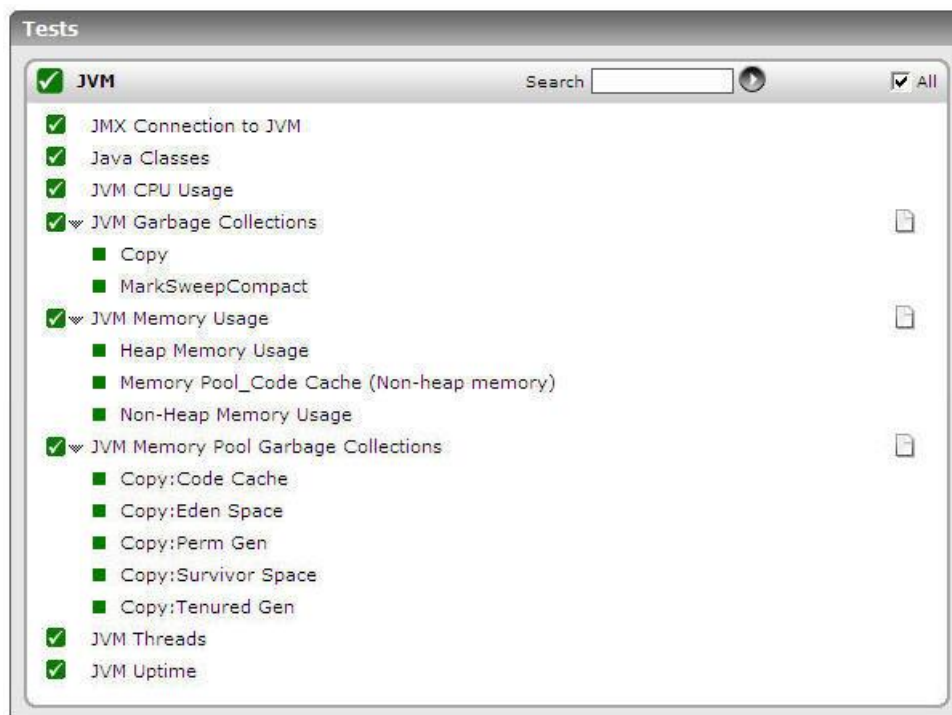 Tests
JVM Search All
JMX Connection to JVM
Java Classes
JVM CPU Usage
JVM Garbage Collections
Copy
MarkSweepCompact
JVM Memory Usage
Heap Memory Usage
Memory Pool_Code Cache (Non-heap memory)
Non-Heap Memory Usage
JVM Memory Pool Garbage Collections
Copy:Code Cache
Copy:Eden Space
Copy:Perm Gen
Copy:Survivor Space
Copy:Tenured Gen
JVM Threads
JVM Uptime